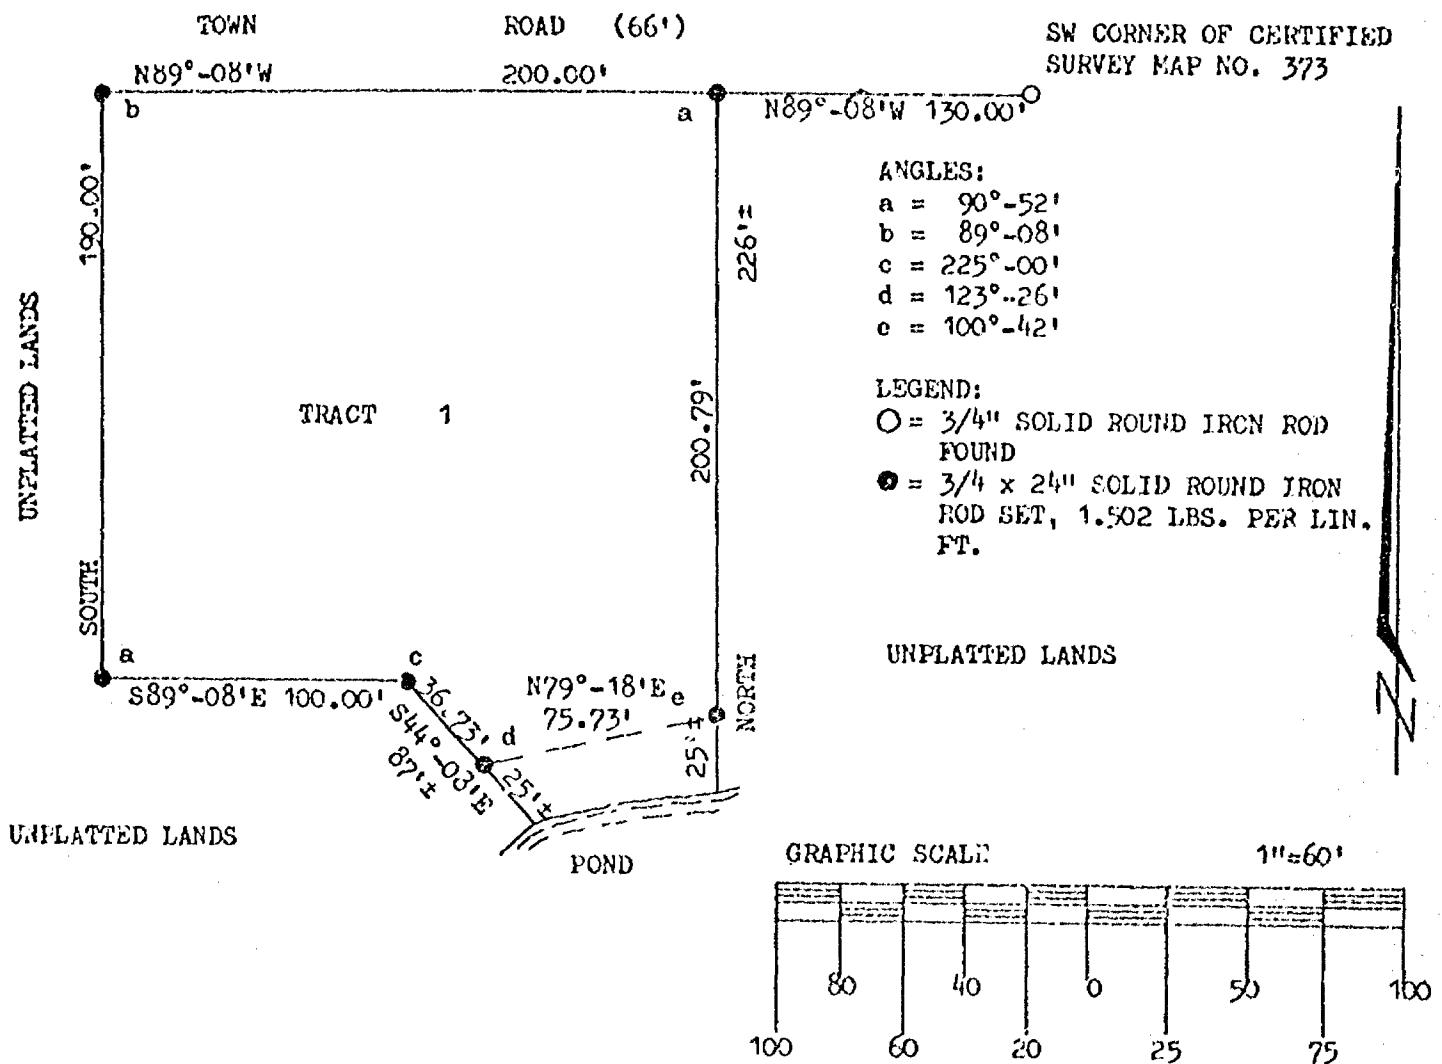 TOWN ROAD (66')
N89°-08'W 200.00'
SW CORNER OF CERTIFIED
SURVEY MAP NO. 373
b
a
N89°-08'W 130.00'
190.00'
226'±
ANGLES:
a = 90°-52'
b = 89°-08'
c = 225°-00'
d = 123°-26'
e = 100°-42'
UNPLATTED LANDS
TRACT 1
200.79'
LEGEND:
O = 3/4" SOLID ROUND IRON ROD
FOUND
● = 3/4 x 24" SOLID ROUND IRON
ROD SET, 1.502 LBS. PER LIN.
FT.
SOUTH
a
c
S89°-08'E 100.00'
36.73'
S44°-03'E
87'±
d
25'±
N79°-18'E
75.73'
e
NORTH
25'±
UNPLATTED LANDS
N
UNPLATTED LANDS
POND
GRAPHIC SCALE 1"=60'
80 40 0 50 100
100 60 20 25 75